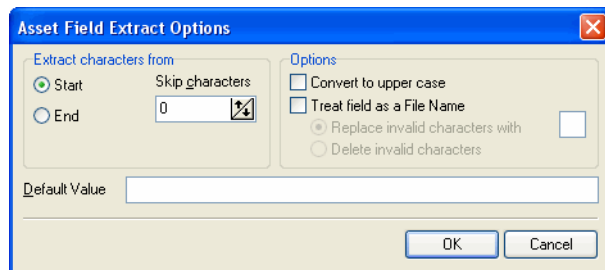 Asset Field Extract Options
Extract characters from
Start
End
Skip characters
0
Options
Convert to upper case
Treat field as a File Name
Replace invalid characters with
Delete invalid characters
Default Value
OK
Cancel